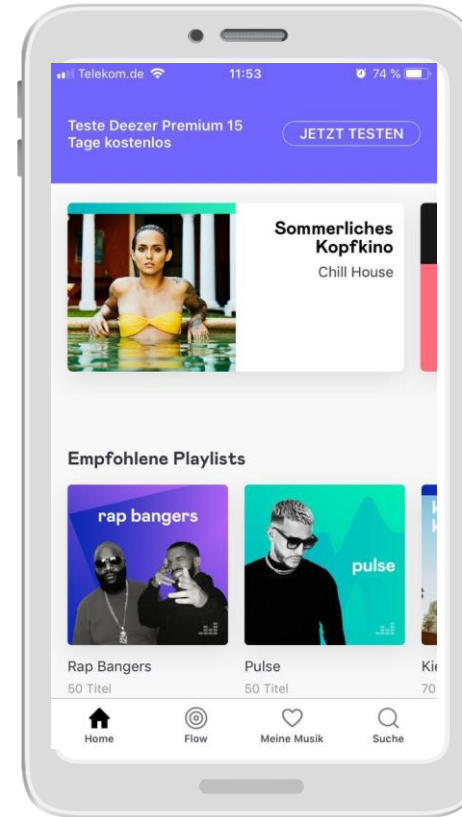 Telekom.de 11:53 74 %
Teste Deezer Premium 15
Tage kostenlos
JETZT TESTEN
Sommerliches
Kopfkino
Chill House
Empfohlene Playlists
rap bangers
pulse
Rap Bangers
Pulse
50 Titel
50 Titel
70
Home
Flow
Meine Musik
Suche